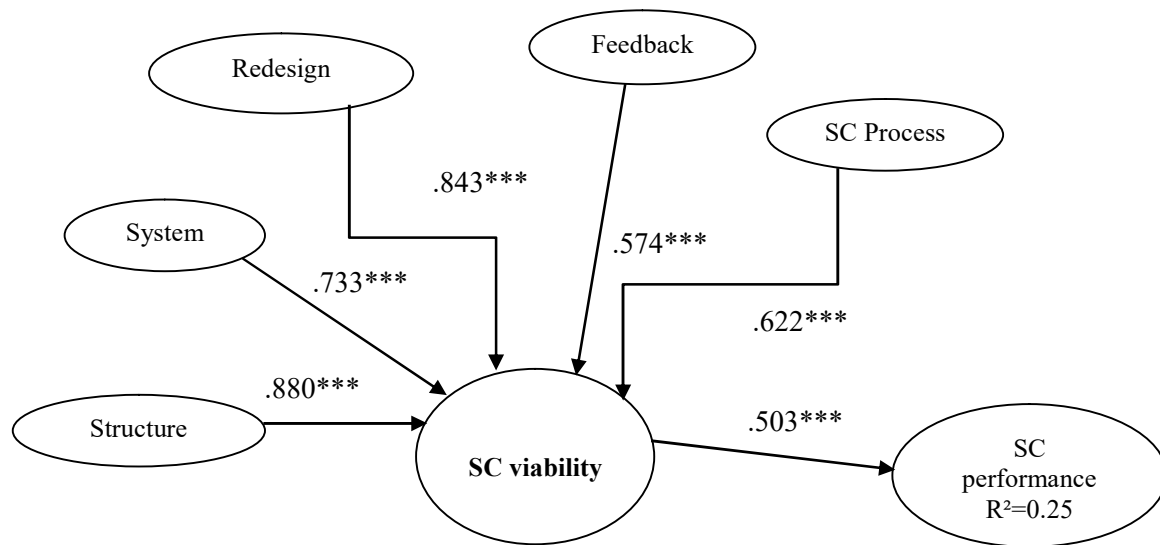 Feedback
Redesign
SC Process
.843***
System
.574***
.733***
.622***
.880***
.503***
Structure
SC viability
SC
performance
R²=0.25